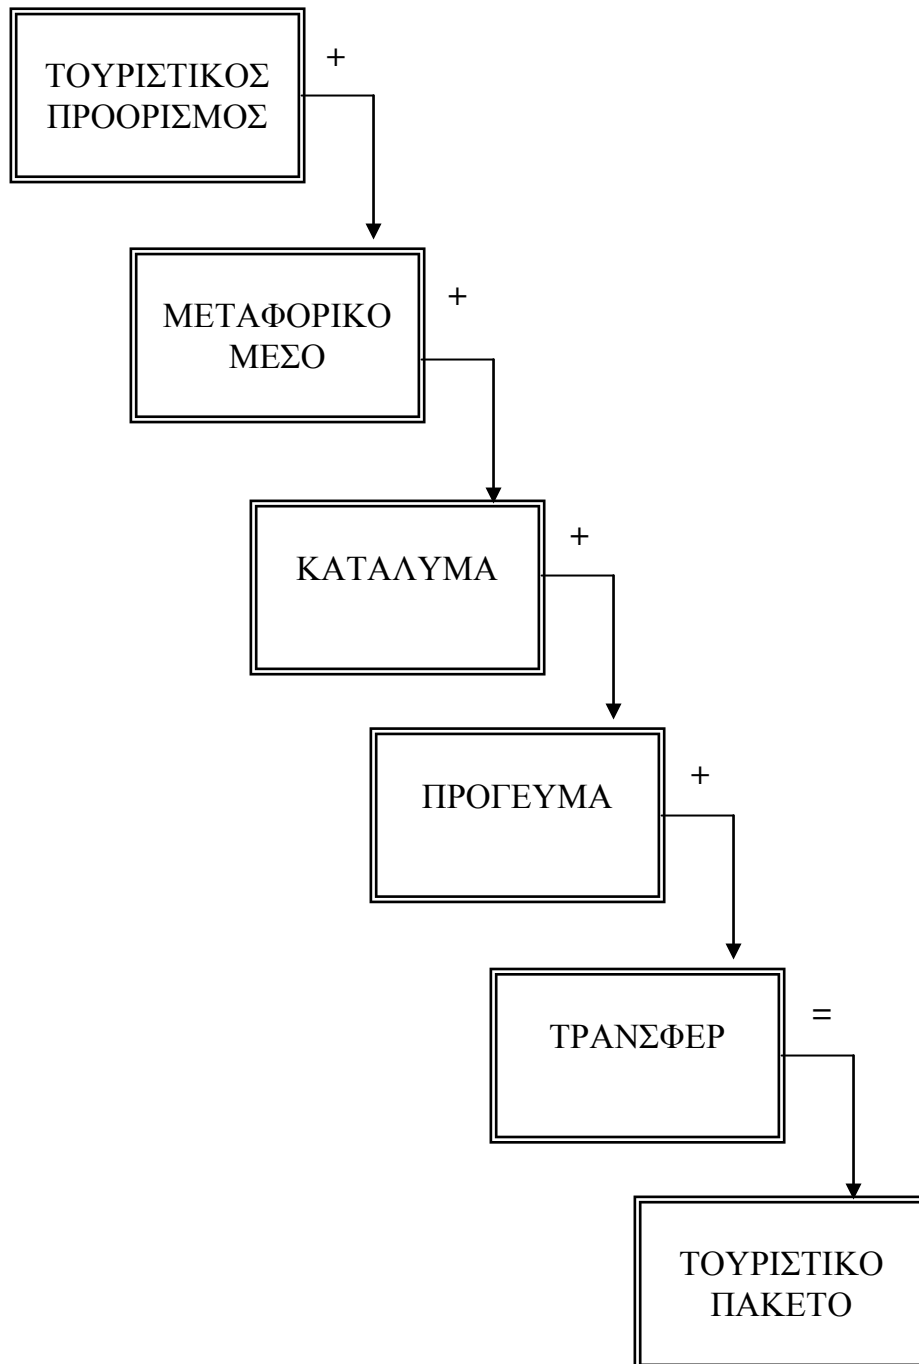 ΤΟΥΡΙΣΤΙΚΟΣ
ΠΡΟΟΡΙΣΜΟΣ
+
ΜΕΤΑΦΟΡΙΚΟ
ΜΕΣΟ
+
ΚΑΤΑΛΥΜΑ
+
ΠΡΟΓΕΥΜΑ
+
ΤΡΑΝΣΦΕΡ
=
ΤΟΥΡΙΣΤΙΚΟ
ΠΑΚΕΤΟ